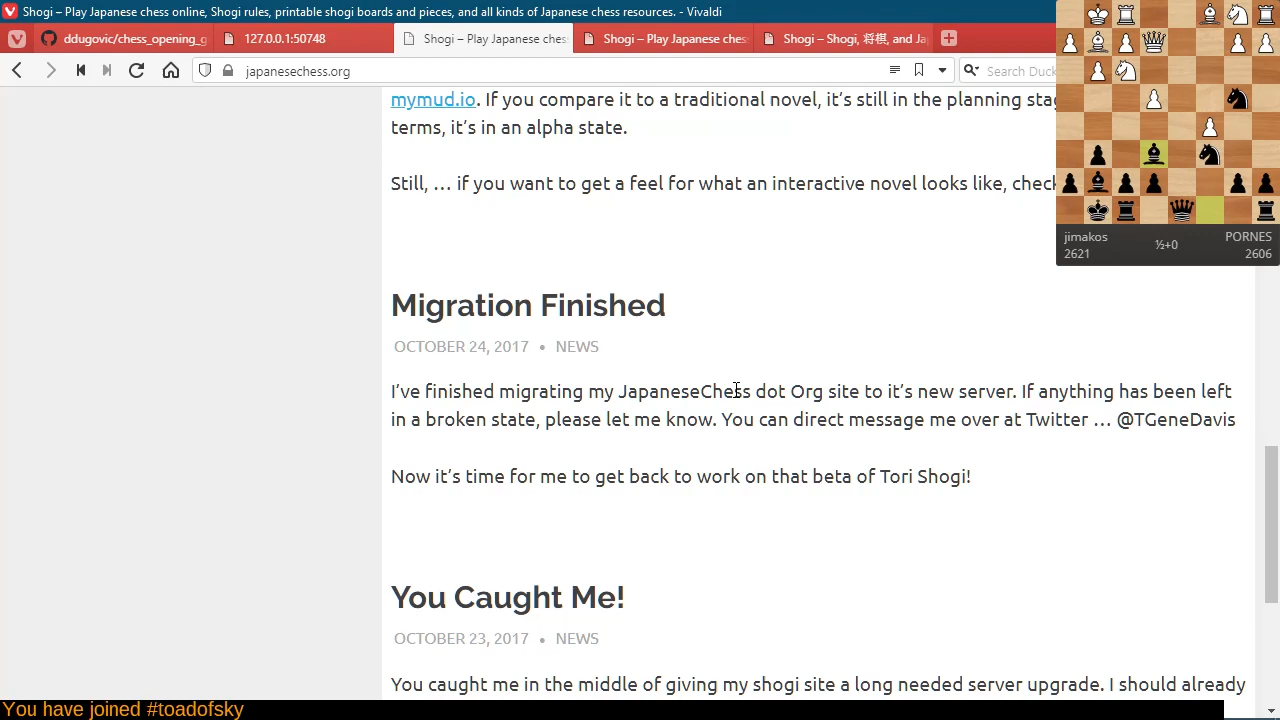 Shogi – Play Japanese chess online, Shogi rules, printable shogi boards and pieces, and all kinds of Japanese chess resources. - Vivaldi
ddugovic/chess_opening_g
127.0.0.1:50748
Shogi – Play Japanese ches
Shogi – Play Japanese chess
Shogi – Shogi, 将棋, and Ja
japanesechess.org
Search Duck
mymud.io. If you compare it to a traditional novel, it’s still in the planning stag
terms, it’s in an alpha state.
Still, … if you want to get a feel for what an interactive novel looks like, check
jimakos
2621
½+0
PORNES
2606
Migration Finished
OCTOBER 24, 2017 • NEWS
I’ve finished migrating my JapaneseChess dot Org site to it’s new server. If anything has been left
in a broken state, please let me know. You can direct message me over at Twitter … @TGeneDavis
Now it’s time for me to get back to work on that beta of Tori Shogi!
You Caught Me!
OCTOBER 23, 2017 • NEWS
You caught me in the middle of giving my shogi site a long needed server upgrade. I should already
You have joined #toadofsky